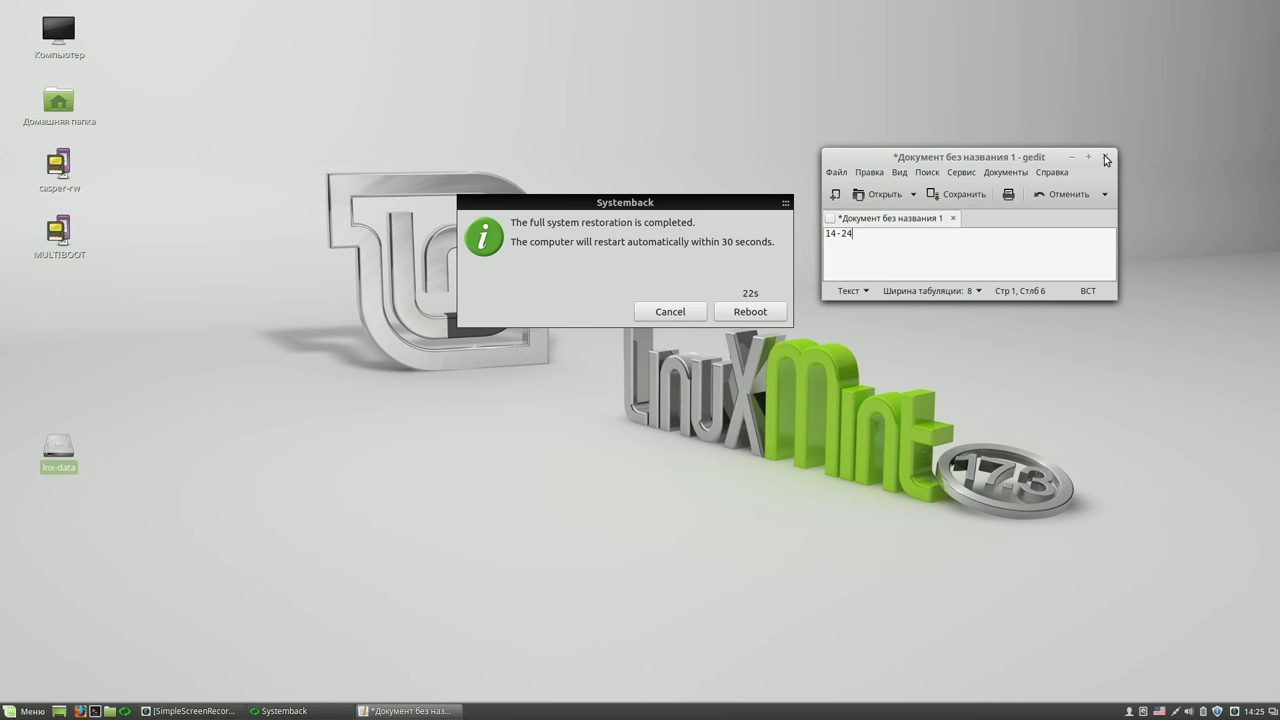 Компьютер
Домашняя папка
casper-rw
MULTIBOOT
lnx-data
Systemback
The full system restoration is completed.
The computer will restart automatically within 30 seconds.
22s
Cancel
Reboot
*Документ без названия 1 - gedit
Файл Правка Вид Поиск Сервис Документы Справка
Открыть Сохранить Отменить
*Документ без названия 1
14-24
Текст Ширина табуляции: 8 Стр 1, Стлб 6 ВСТ
LinuxMint
17.3
Меню [SimpleScreenRecor... Systemback *Документ без наз... 14:25